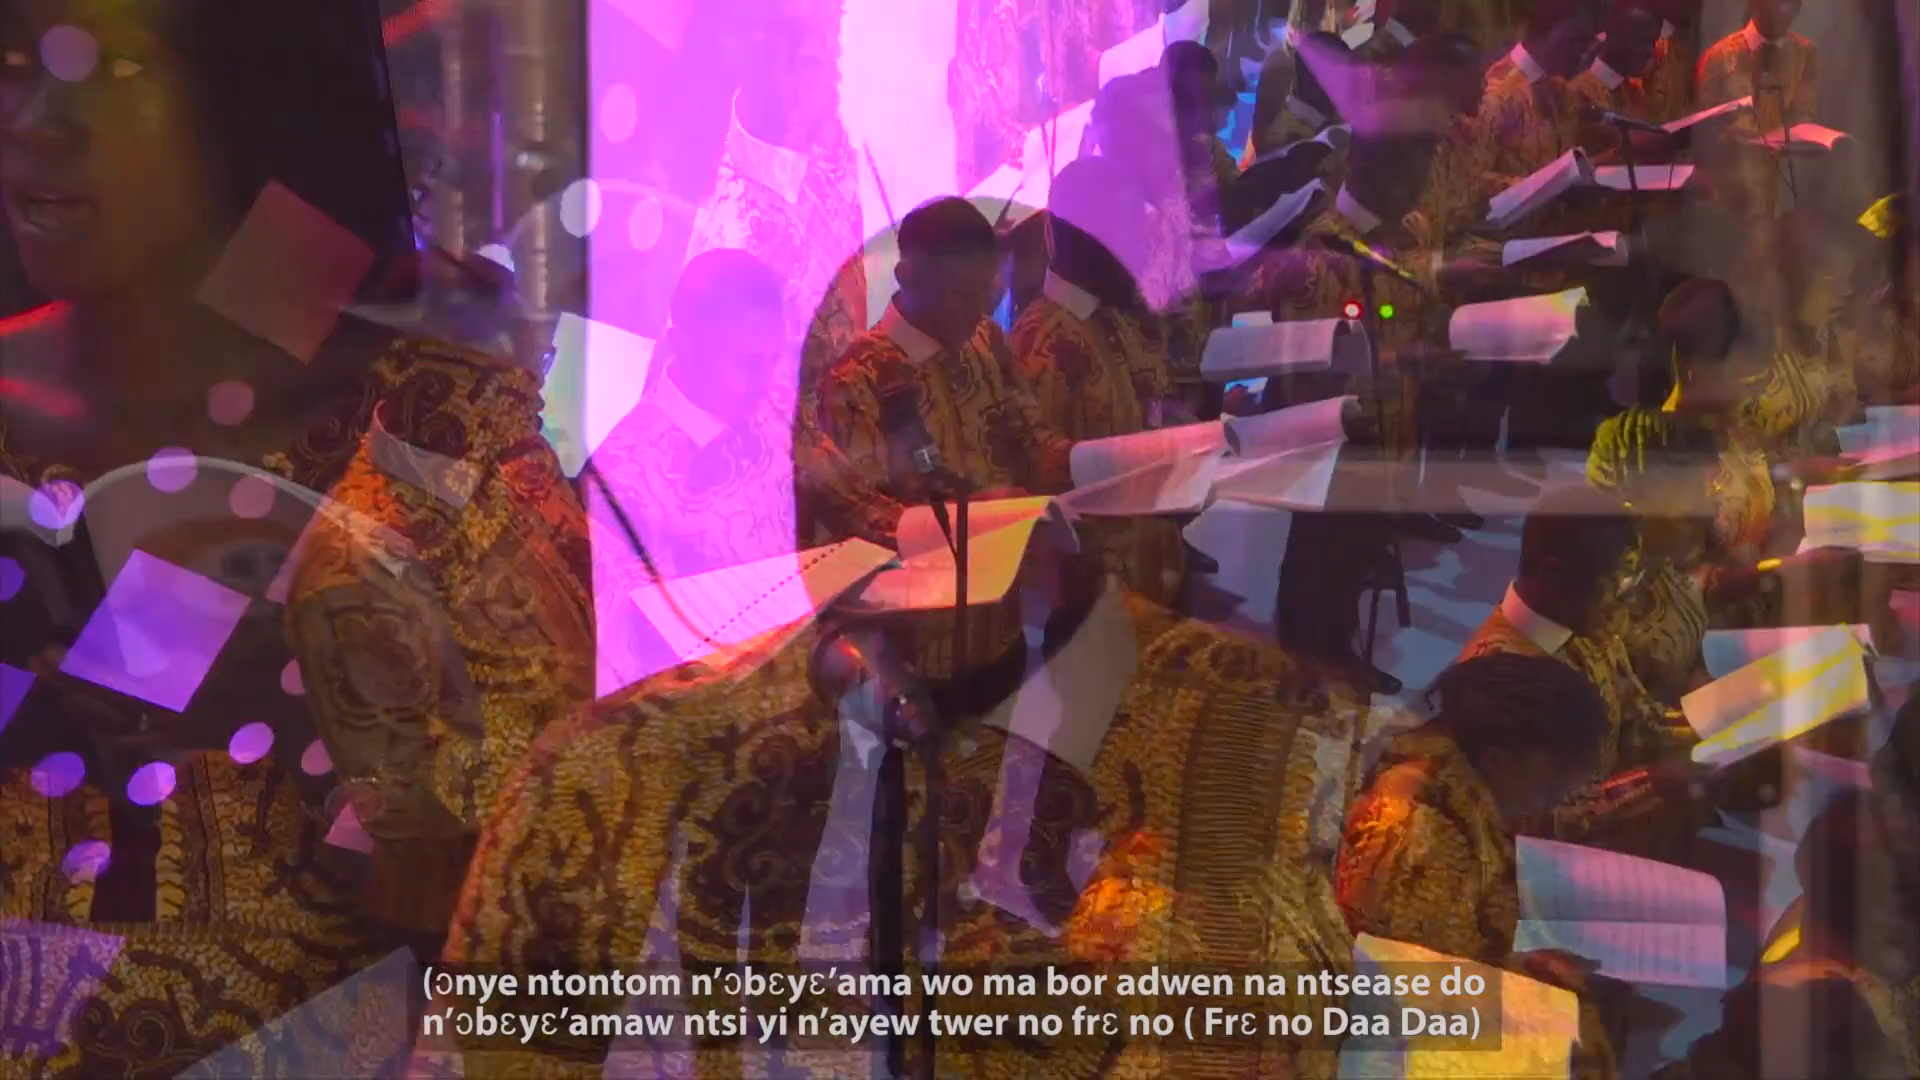 (ɔnye ntontom n’ɔbɛyɛ’ama wo ma bor adwen na ntsease do
n’ɔbɛyɛ’amaw ntsi yi n’ayew twer no frɛ no ( Frɛ no Daa Daa)